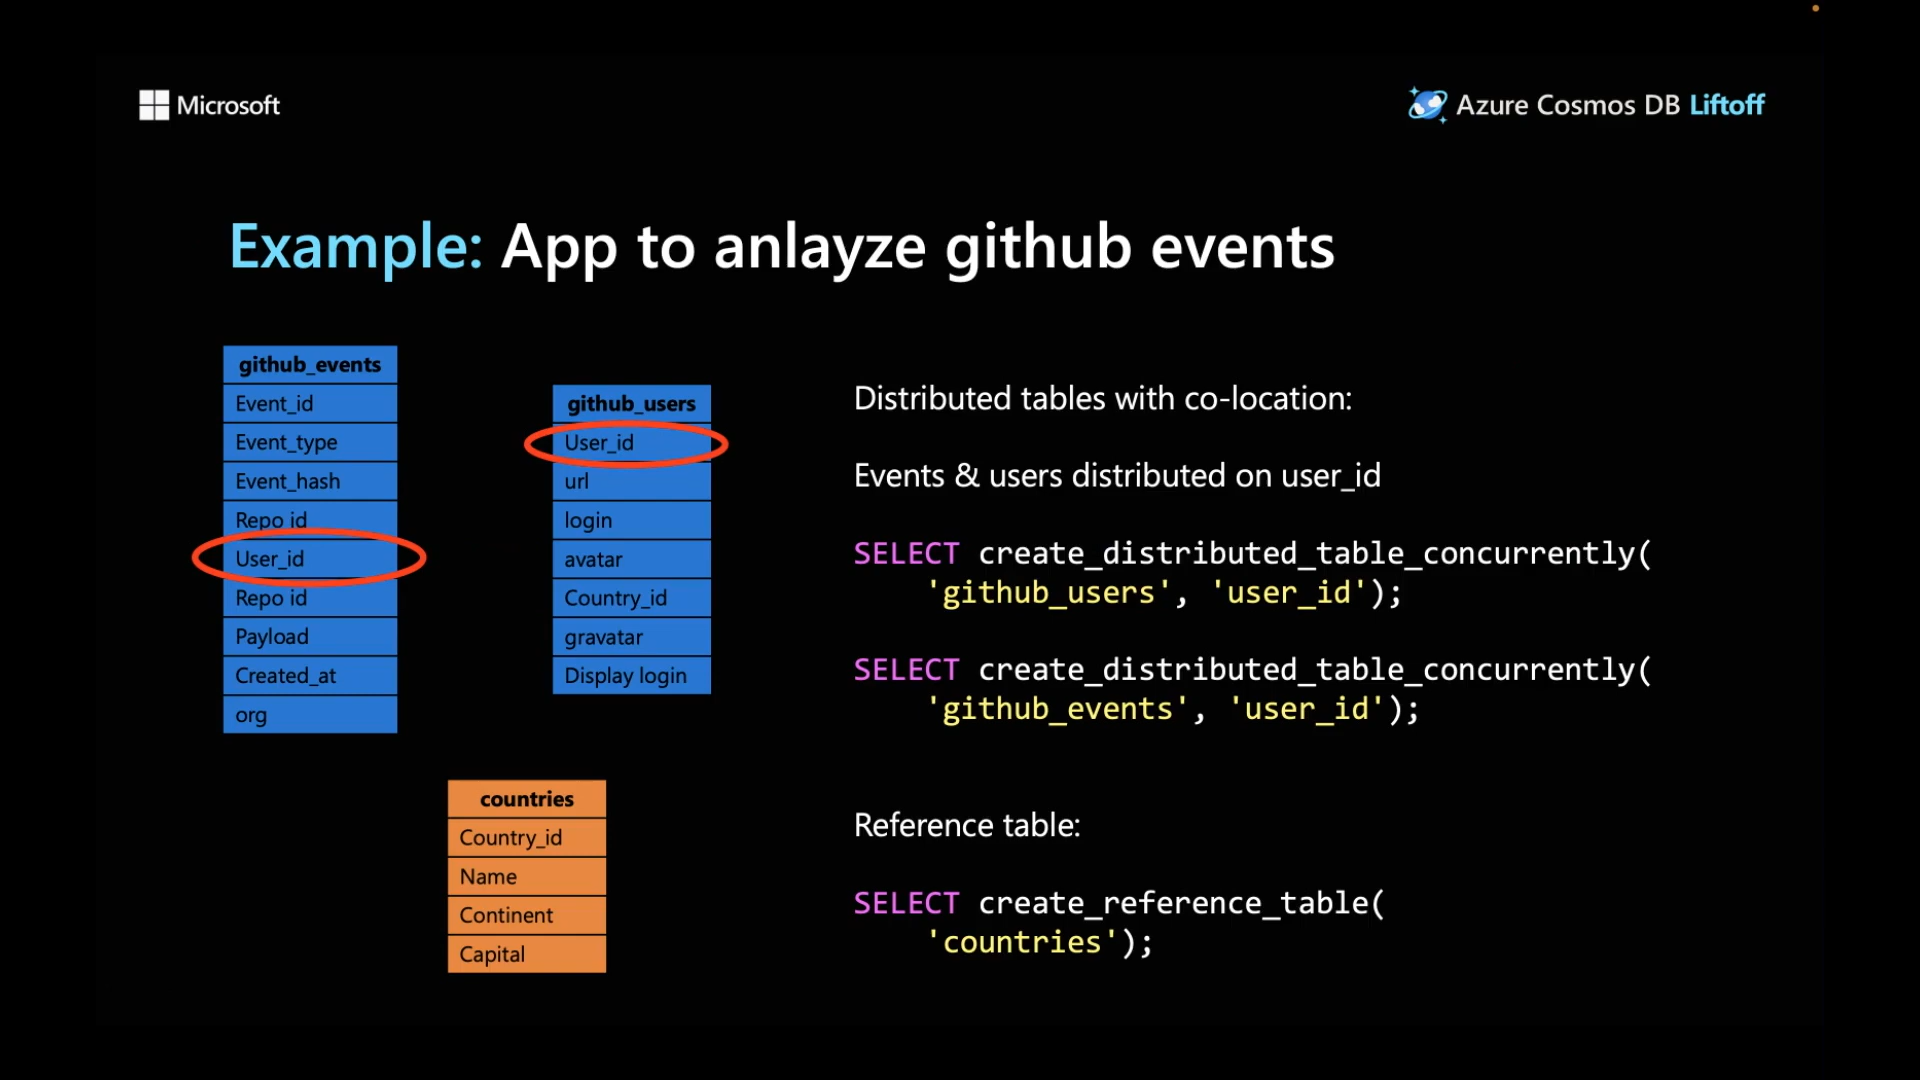 Microsoft
Azure Cosmos DB Liftoff
Example: App to anlayze github events
github_events
Event_id
Event_type
Event_hash
Repo id
User_id
Repo id
Payload
Created_at
org
github_users
User_id
url
login
avatar
Country_id
gravatar
Display login
countries
Country_id
Name
Continent
Capital
Distributed tables with co-location:
Events & users distributed on user_id
SELECT create_distributed_table_concurrently(
'github_users', 'user_id');
SELECT create_distributed_table_concurrently(
'github_events', 'user_id');
Reference table:
SELECT create_reference_table(
'countries');